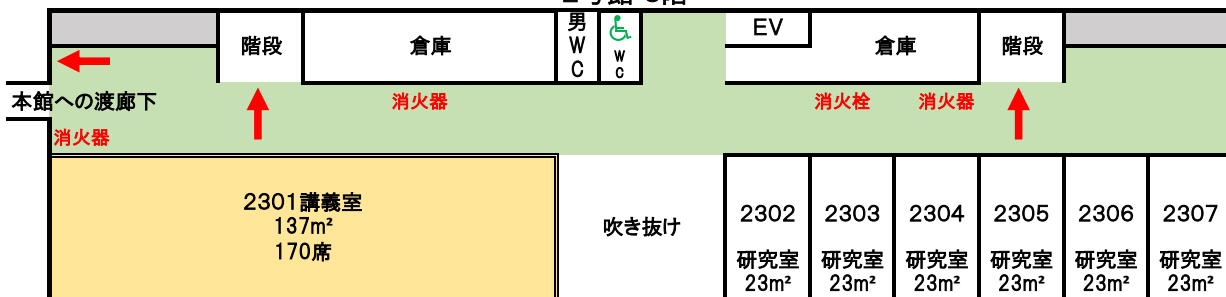 階段
倉庫
男
W
C
W
C
EV
倉庫
階段
本館への渡廊下
消火器
消火器
消火栓
消火器
2301講義室
137m²
170席
吹き抜け
2302
研究室
23m²
2303
研究室
23m²
2304
研究室
23m²
2305
研究室
23m²
2306
研究室
23m²
2307
研究室
23m²